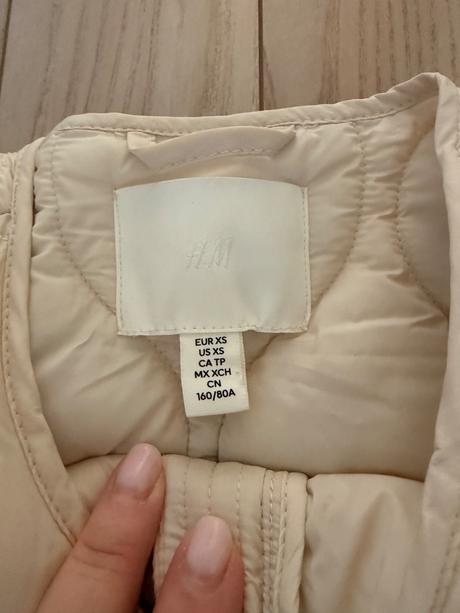 H&M
EUR XS
US XS
CA TP
MX XCH
CN
160/80A